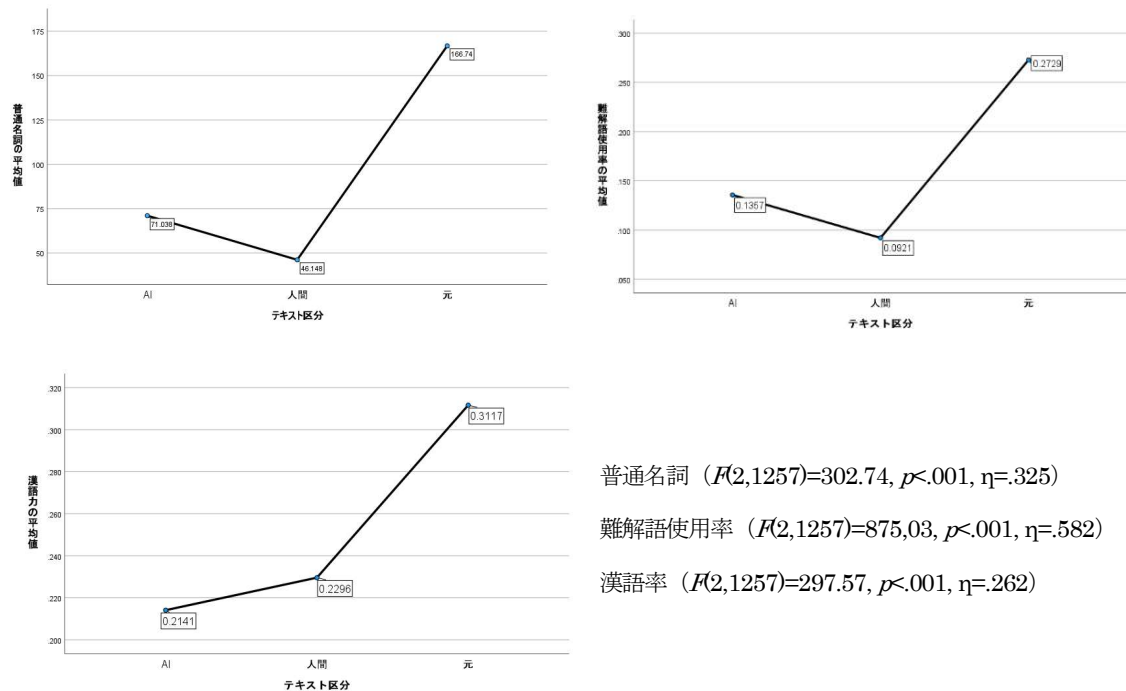 普通名詞の平均値
175
150
125
100
75
50
166.74
71.038
46.148
AI 人間 元
テキスト区分
難解語使用率の平均値
.300
.250
.200
.150
.100
.050
0.2729
0.1357
0.0921
AI 人間 元
テキスト区分
漢語力の平均値
.320
.300
.280
.260
.240
.220
.200
0.3117
0.2296
0.2141
AI 人間 元
テキスト区分
普通名詞（F(2,1257)=302.74, p<.001, η=.325）
難解語使用率（F(2,1257)=875,03, p<.001, η=.582）
漢語率（F(2,1257)=297.57, p<.001, η=.262）